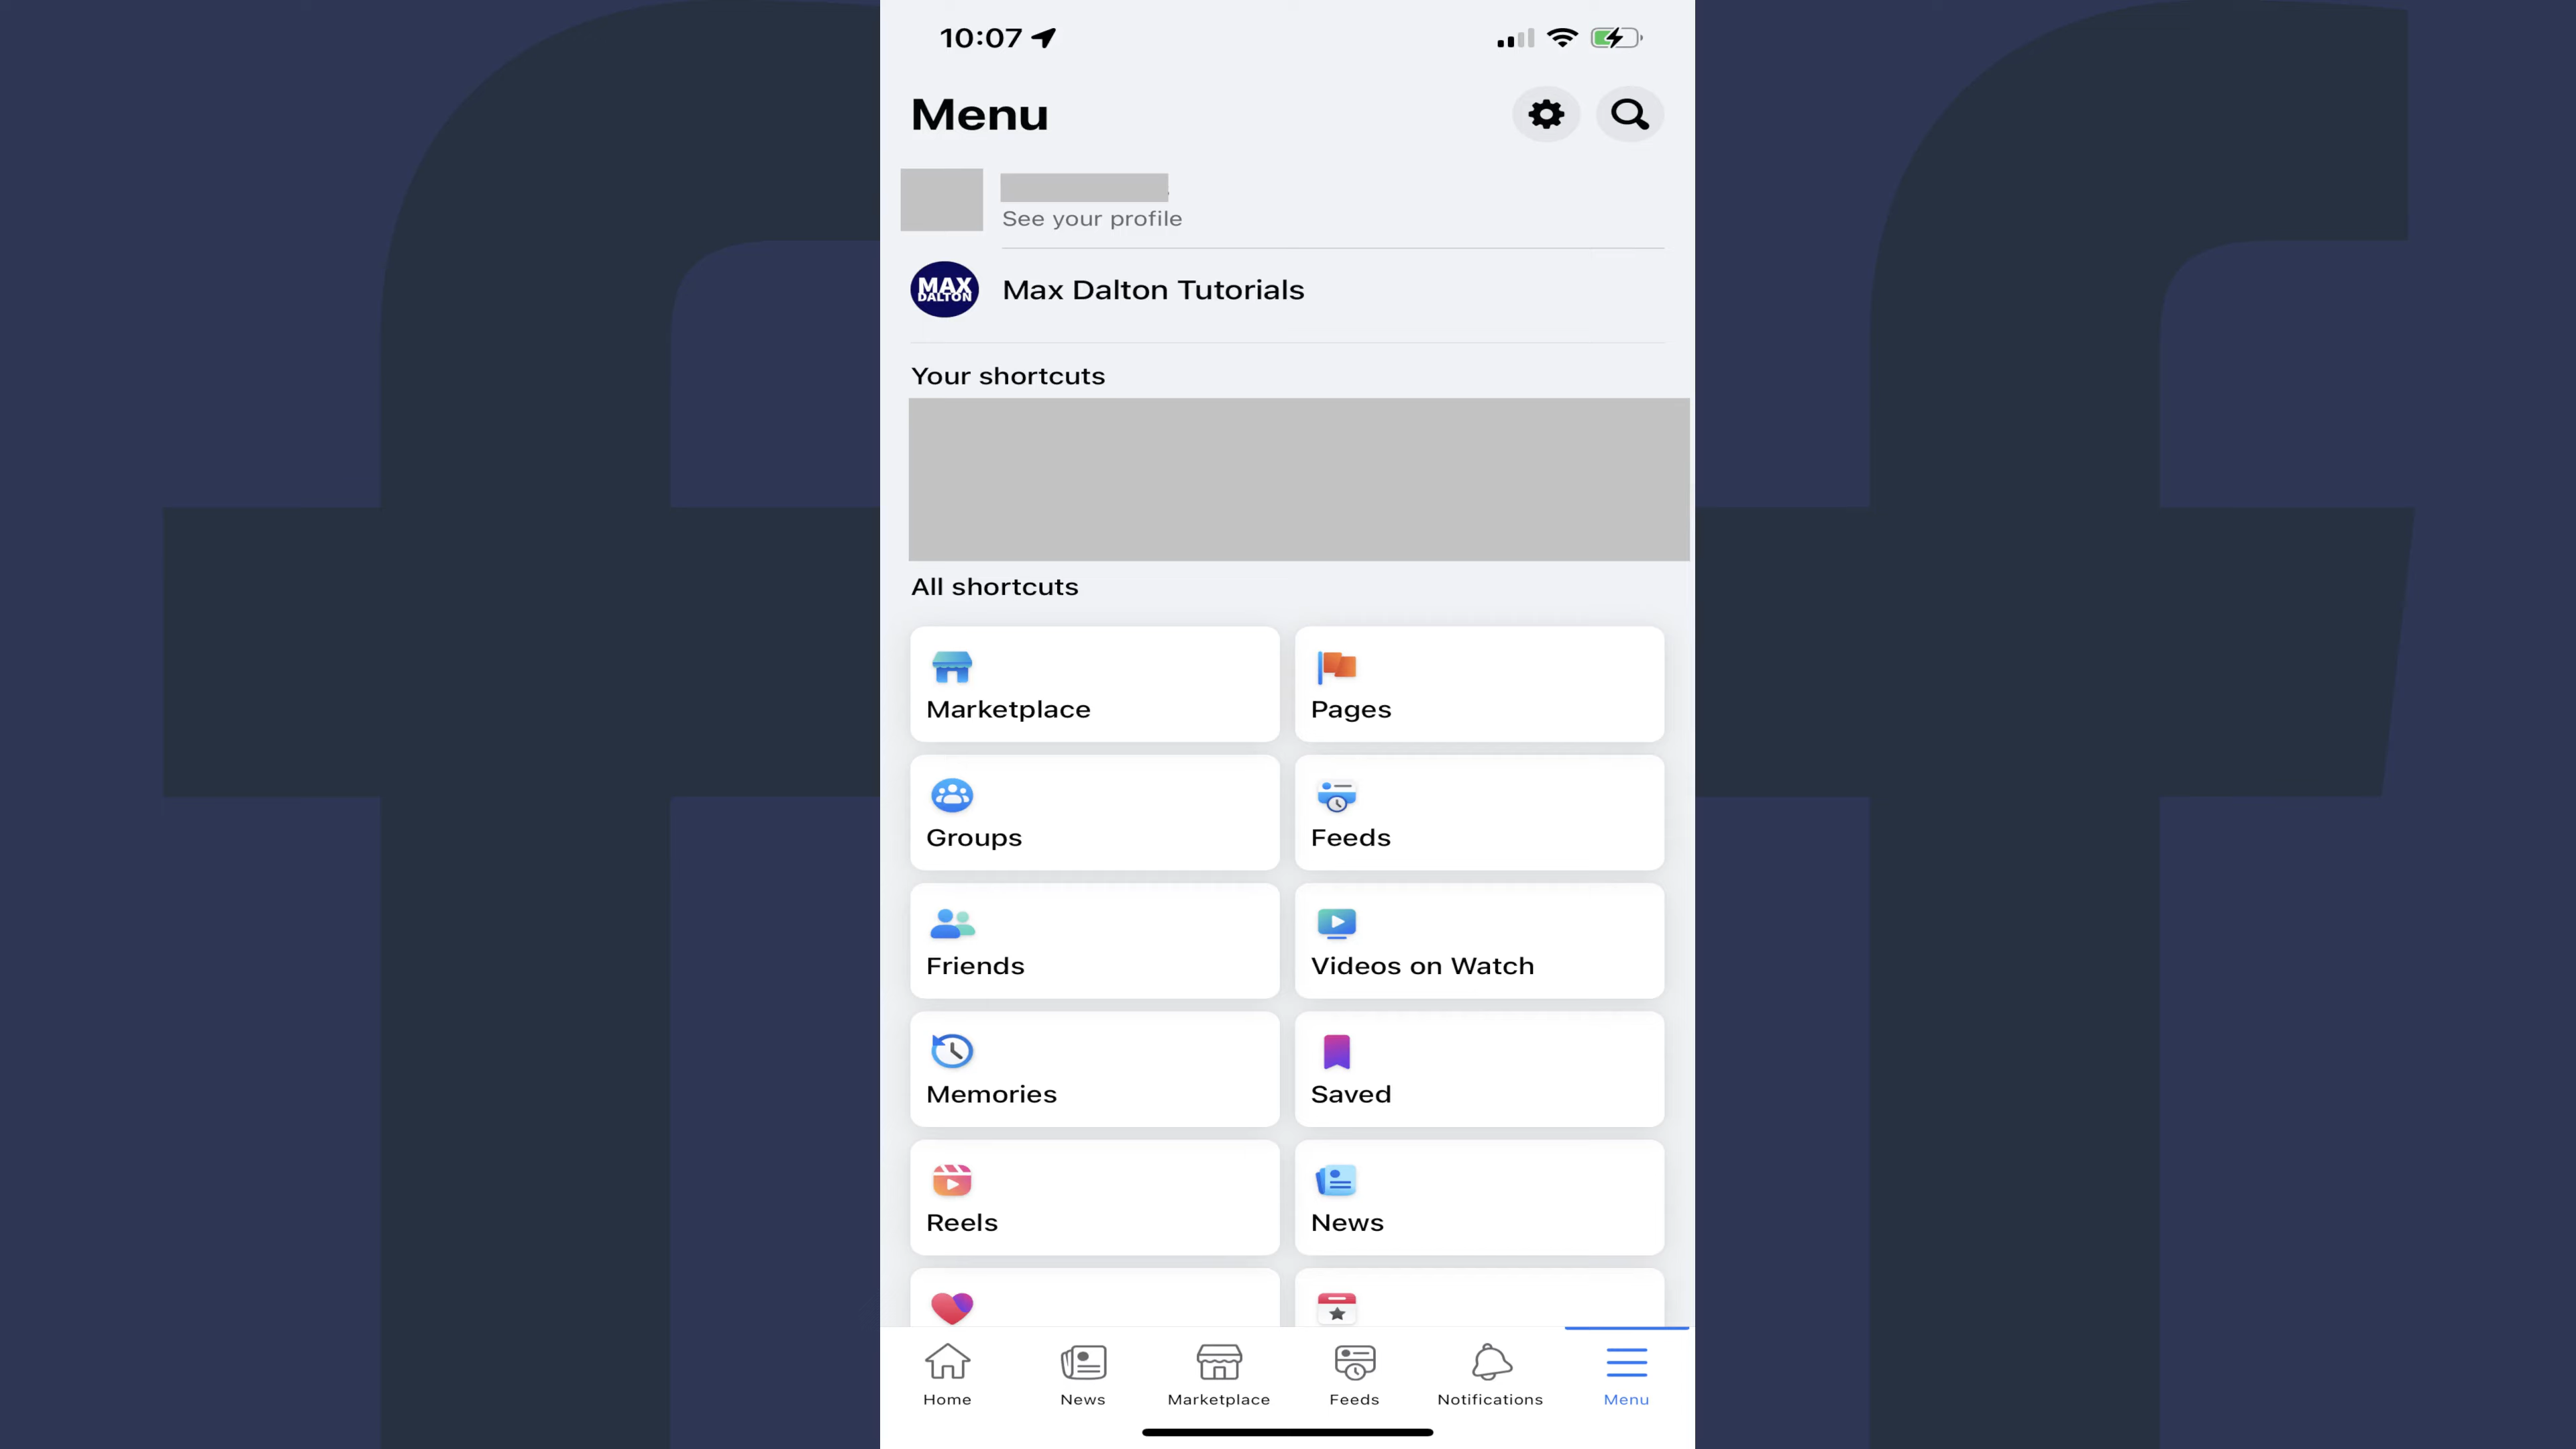 10:07
Menu
See your profile
MAX
DALTON
Max Dalton Tutorials
Your shortcuts
All shortcuts
Marketplace
Pages
Groups
Feeds
Friends
Videos on Watch
Memories
Saved
Reels
News
Home
News
Marketplace
Feeds
Notifications
Menu